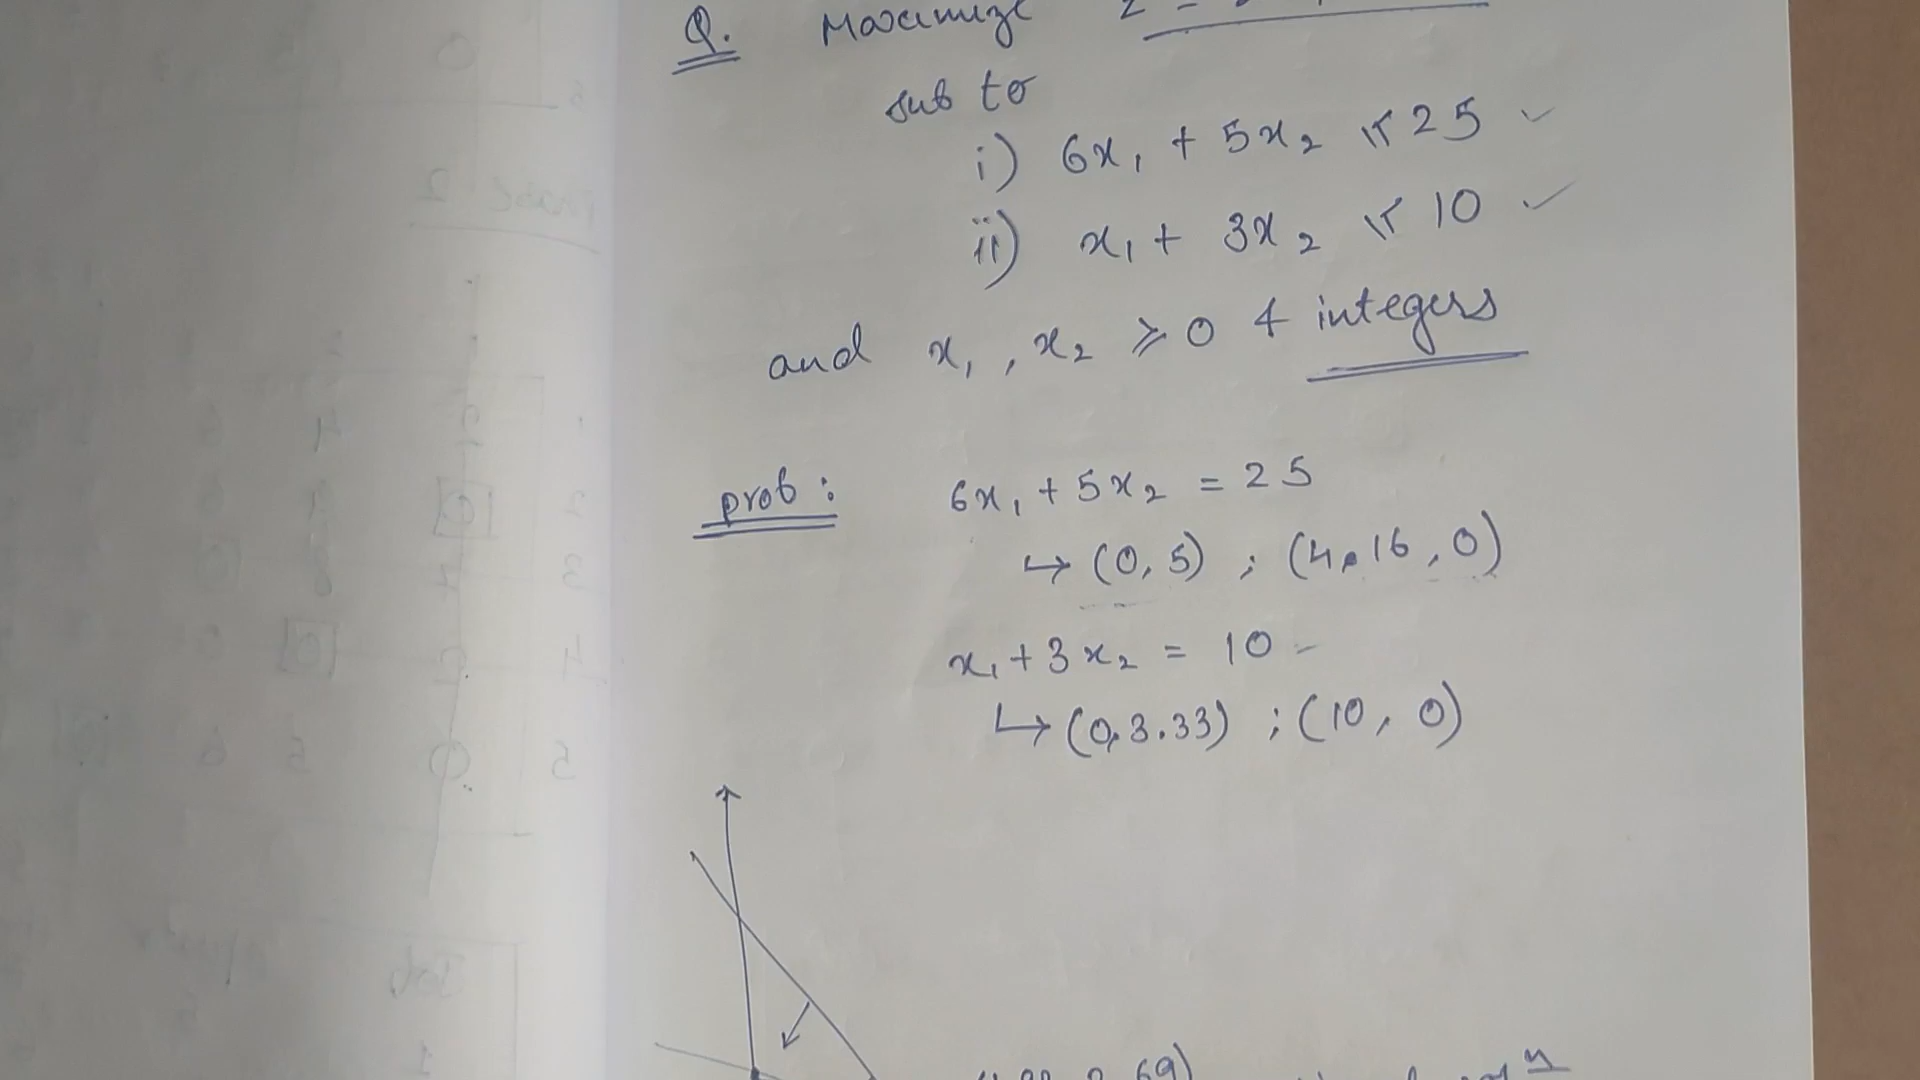 Q. Maximize Z =
sub to
i) 6x₁ + 5x₂ ≤ 25
ii) x₁ + 3x₂ ≤ 10
and x₁, x₂ ≥ 0 & integers
prob: 6x₁ + 5x₂ = 25
↳ (0, 5) ; (4.16, 0)
x₁ + 3x₂ = 10
↳ (0, 3.33) ; (10, 0)